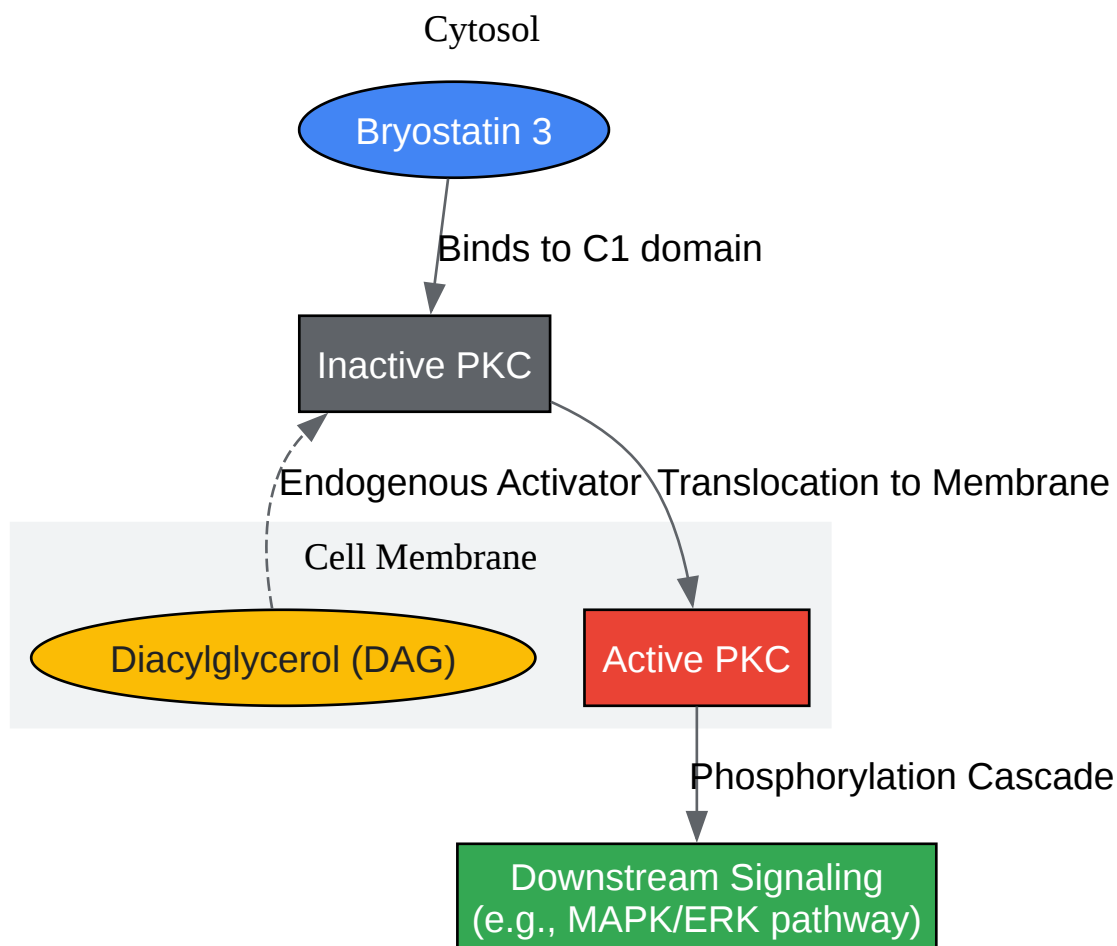 Cytosol
Bryostatin 3
Binds to C1 domain
Inactive PKC
Endogenous Activator
Translocation to Membrane
Cell Membrane
Diacylglycerol (DAG)
Active PKC
Phosphorylation Cascade
Downstream Signaling
(e.g., MAPK/ERK pathway)